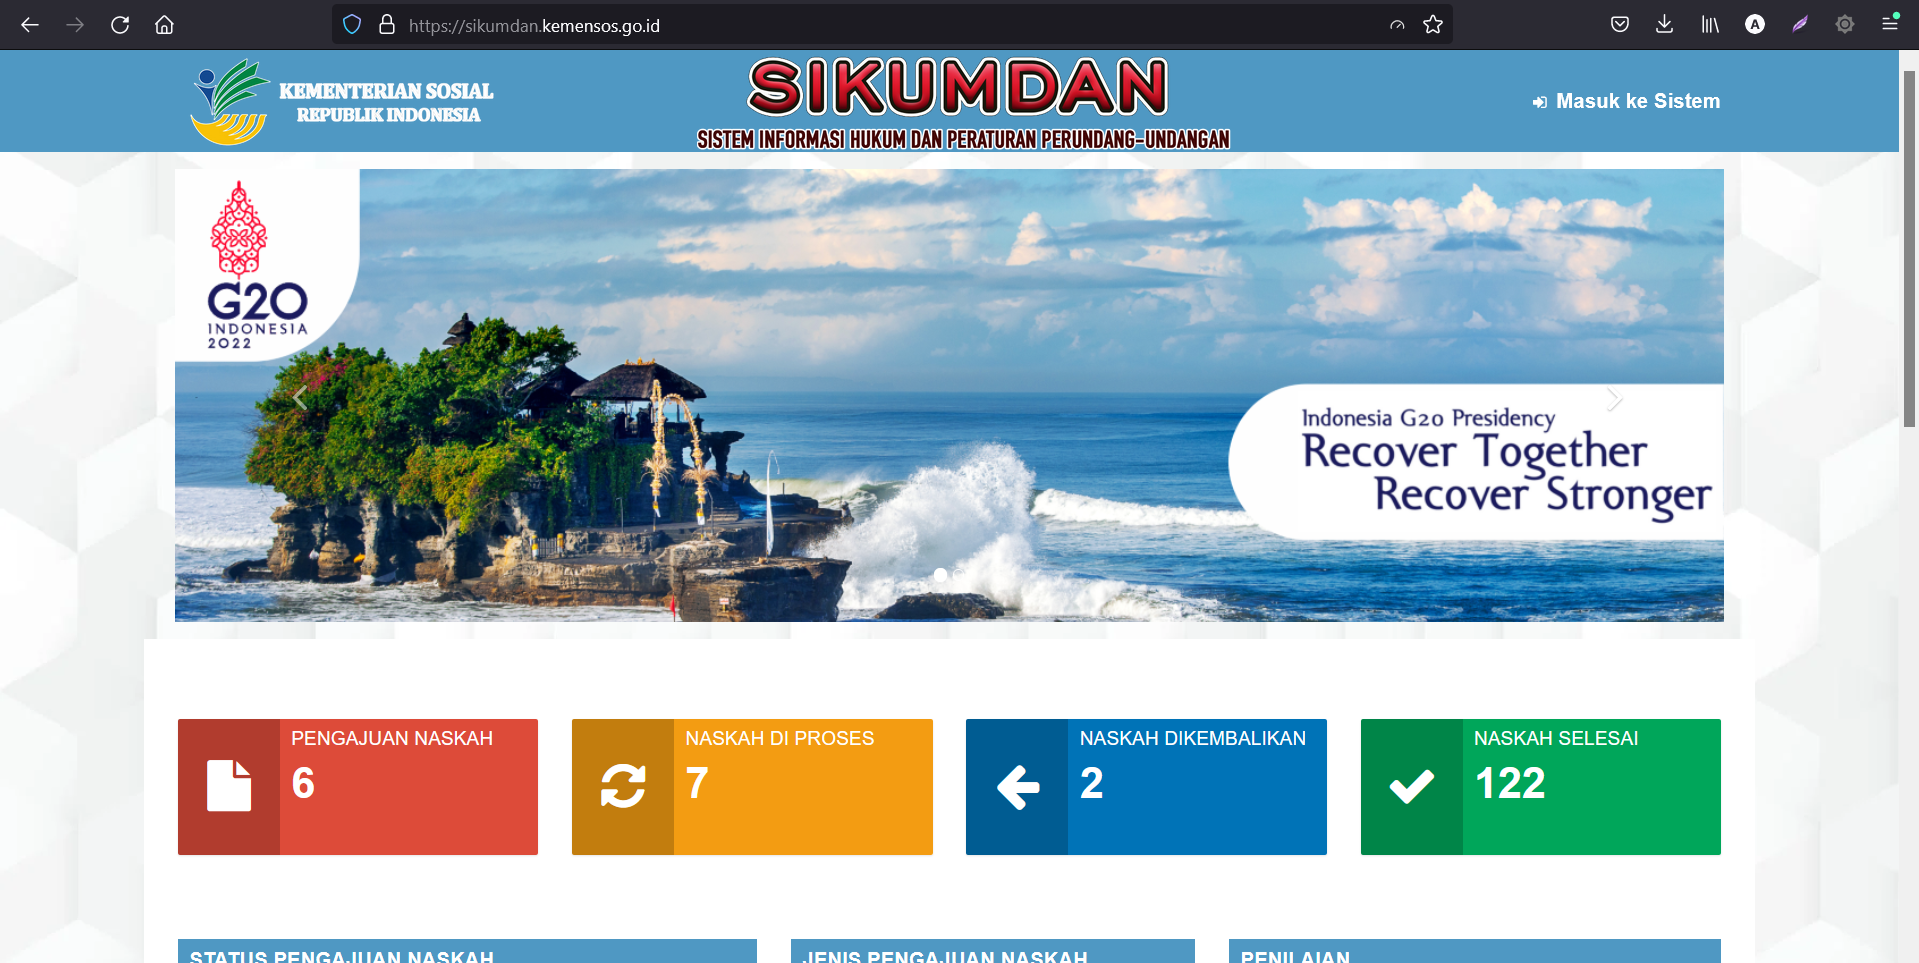 https://sikumdan.kemensos.go.id
A
KEMENTERIAN SOSIAL
REPUBLIK INDONESIA
SIKUMDAN
SISTEM INFORMASI HUKUM DAN PERATURAN PERUNDANG-UNDANGAN
Masuk ke Sistem
G20
INDONESIA
2022
Indonesia G20 Presidency
Recover Together
Recover Stronger
PENGAJUAN NASKAH
6
NASKAH DI PROSES
7
NASKAH DIKEMBALIKAN
2
NASKAH SELESAI
122
STATUS PENGAJUAN NASKAH
JENIS PENGAJUAN NASKAH
PENILAIAN